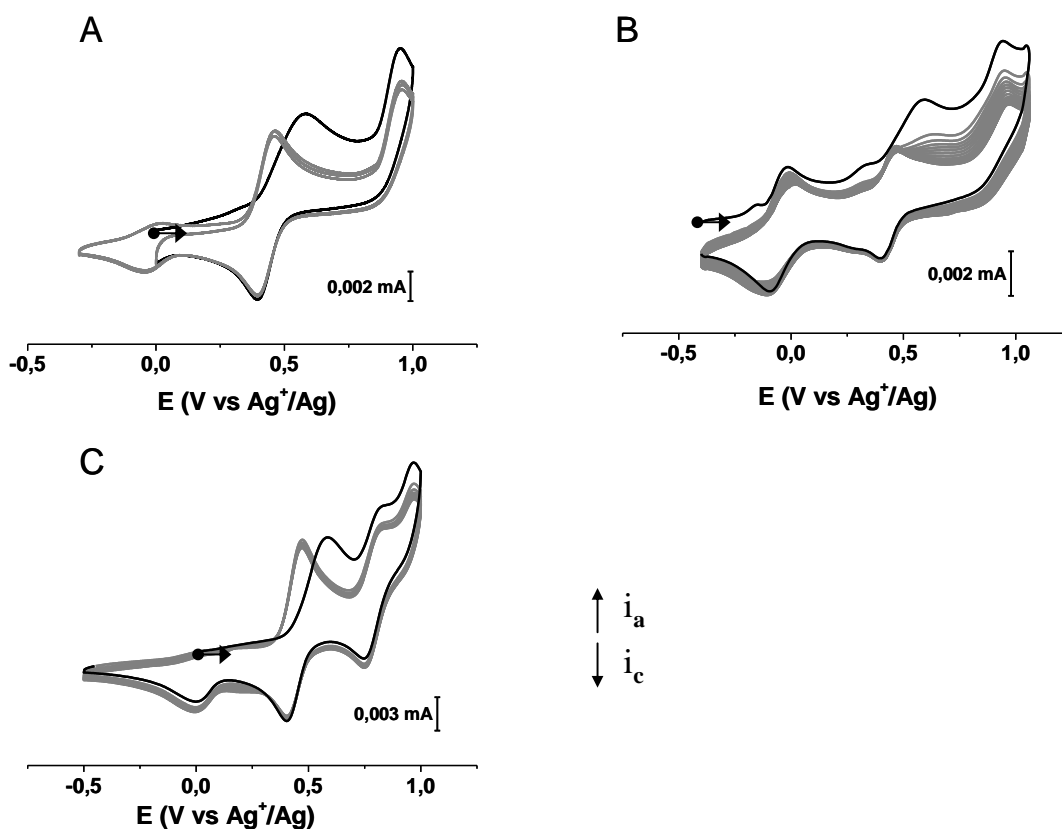 A
0,002 mA
-0,5 0,0 0,5 1,0
E (V vs Ag⁺/Ag)
B
0,002 mA
-0,5 0,0 0,5 1,0
E (V vs Ag⁺/Ag)
C
0,003 mA
-0,5 0,0 0,5 1,0
E (V vs Ag⁺/Ag)
iₐ
i_c